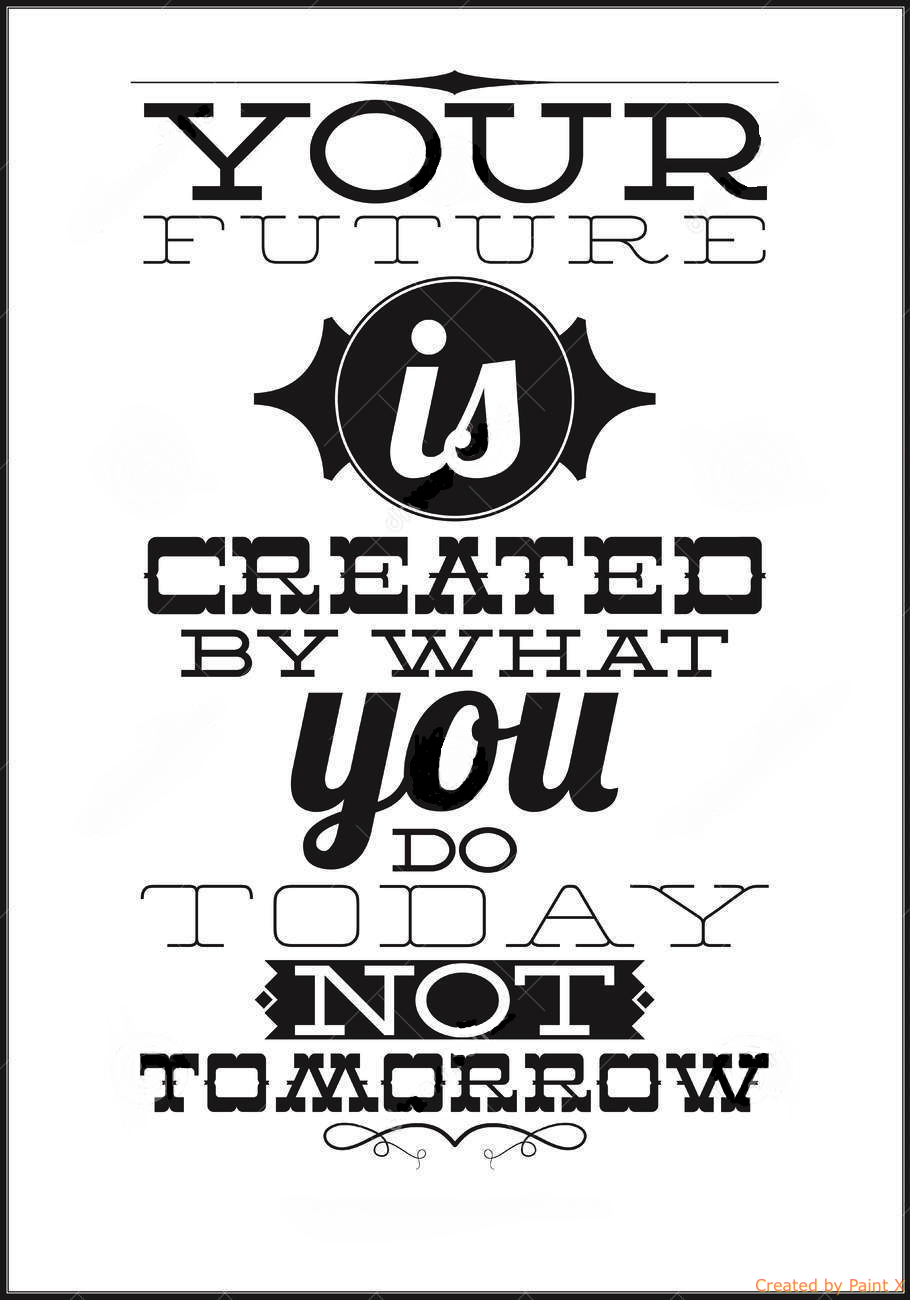 YOUR
FUTURE
is
CREATED
BY WHAT
you
DO
TODAY
NOT
TOMORROW
Created by Paint X